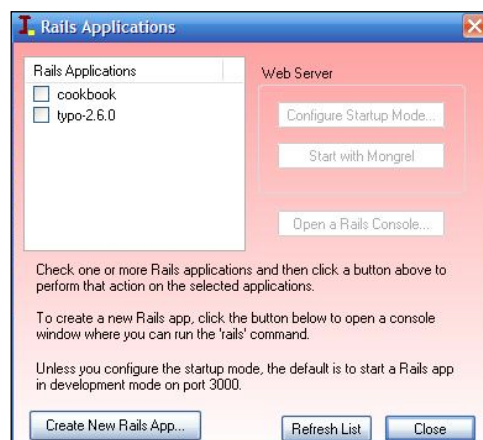 Rails Applications
Rails Applications
cookbook
typo-2.6.0
Web Server
Configure Startup Mode...
Start with Mongrel
Open a Rails Console...
Check one or more Rails applications and then click a button above to
perform that action on the selected applications.
To create a new Rails app, click the button below to open a console
window where you can run the 'rails' command.
Unless you configure the startup mode, the default is to start a Rails app
in development mode on port 3000.
Create New Rails App...
Refresh List
Close